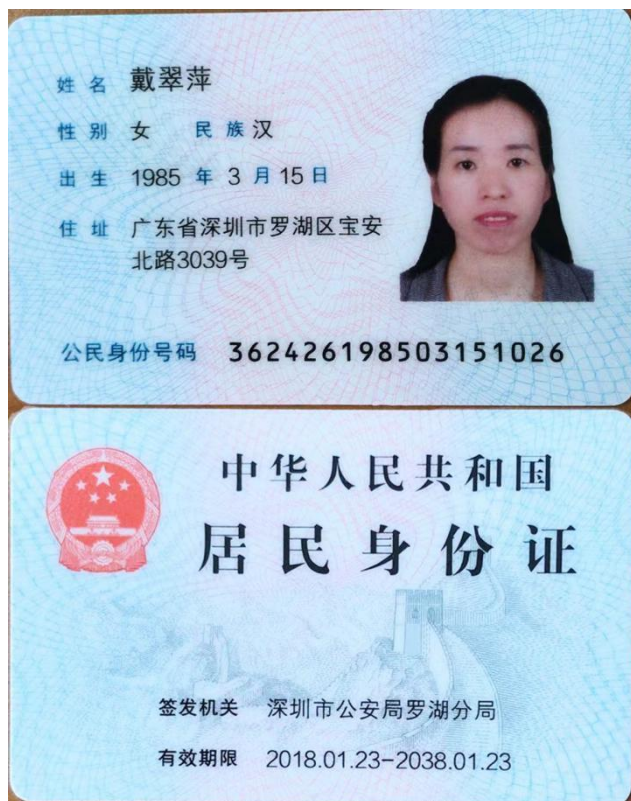 姓名 戴翠萍
性别 女 民族 汉
出生 1985 年 3 月 15 日
住址 广东省深圳市罗湖区宝安
北路3039号
公民身份号码 362426198503151026
中华人民共和国
居民身份证
签发机关 深圳市公安局罗湖分局
有效期限 2018.01.23-2038.01.23